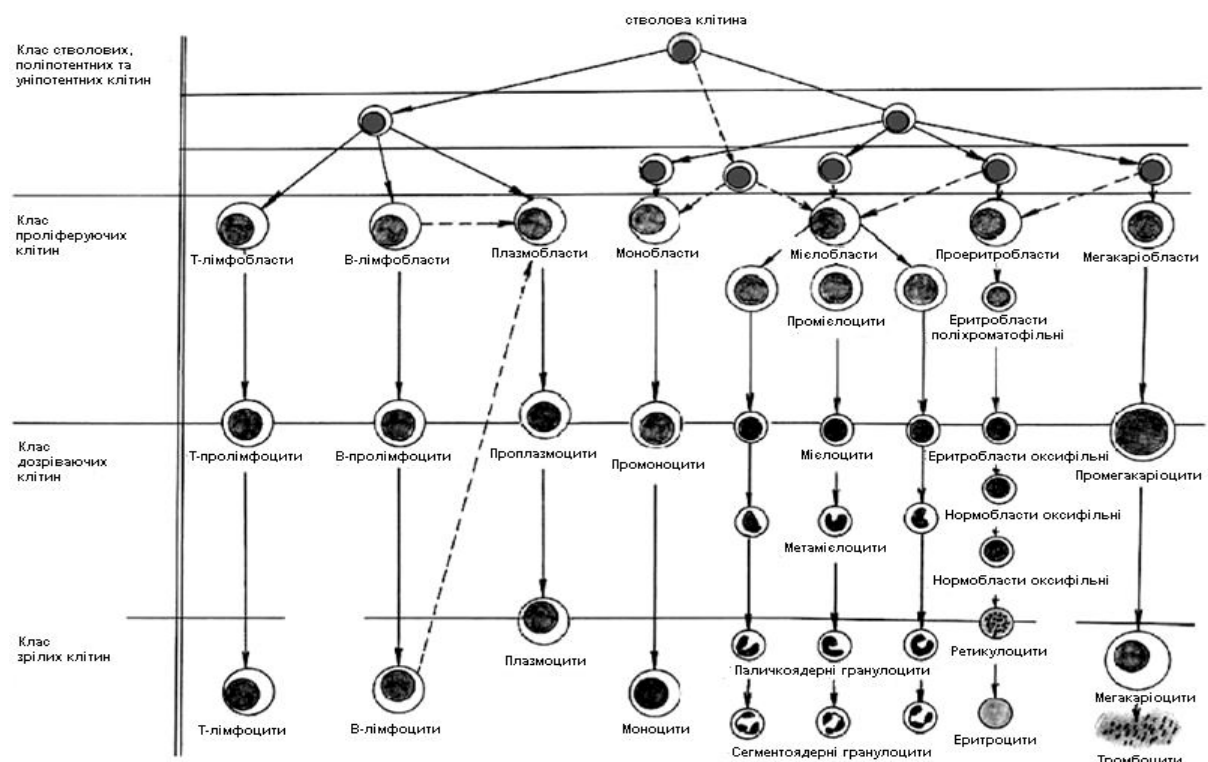 стволова клітина
Клас стволових,
поліпотентних та
уніпотентних клітин
Клас
проліферуючих
клітин
Т-лімфобласти
В-лімфобласти
Плазмобласти
Монобласти
Мієлобласти
Проеритробласти
Мегакаріобласти
Промієлоцити
Еритробласти
поліхроматофільні
Клас
дозріваючих
клітин
Т-пролімфоцити
В-пролімфоцити
Проплазмоцити
Промоноцити
Мієлоцити
Еритробласти оксифільні
Промегакаріоцити
Нормобласти оксифільні
Метамієлоцити
Нормобласти оксифільні
Клас
зрілих клітин
Плазмоцити
Паличкоядерні гранулоцити
Ретикулоцити
Мегакаріоцити
Т-лімфоцити
В-лімфоцити
Моноцити
Сегментоядерні гранулоцити
Еритроцити
Тромбоцити